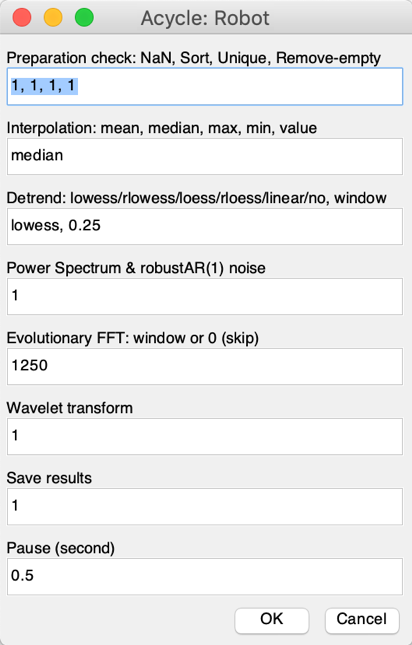 Acycle: Robot
Preparation check: NaN, Sort, Unique, Remove-empty
1, 1, 1, 1
Interpolation: mean, median, max, min, value
median
Detrend: lowess/rlowess/loess/rloess/linear/no, window
lowess, 0.25
Power Spectrum & robustAR(1) noise
1
Evolutionary FFT: window or 0 (skip)
1250
Wavelet transform
1
Save results
1
Pause (second)
0.5
OK Cancel